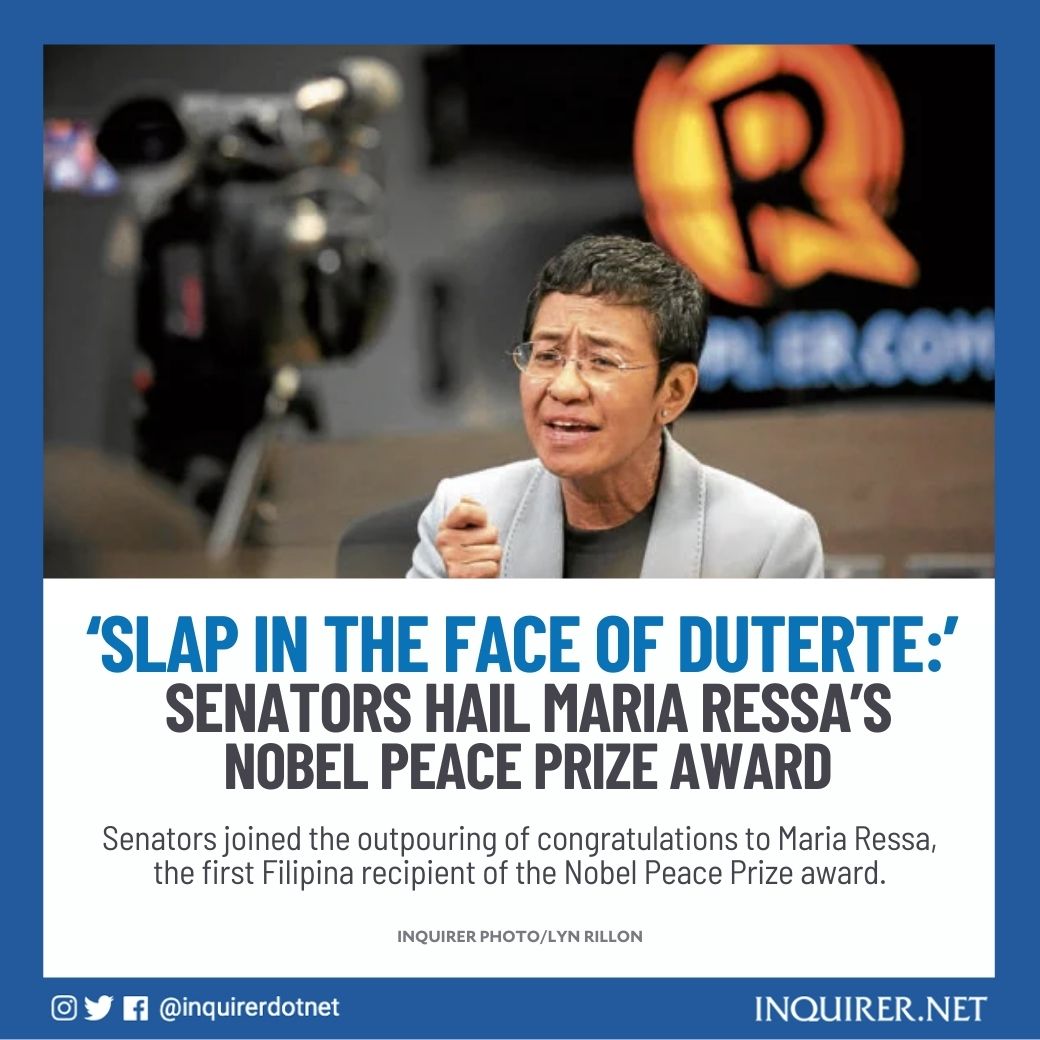 R
PLER.COM
‘SLAP IN THE FACE OF DUTERTE:’
SENATORS HAIL MARIA RESSA’S
NOBEL PEACE PRIZE AWARD
Senators joined the outpouring of congratulations to Maria Ressa,
the first Filipina recipient of the Nobel Peace Prize award.
INQUIRER PHOTO/LYN RILLON
@inquirerdotnet
INQUIRER.NET